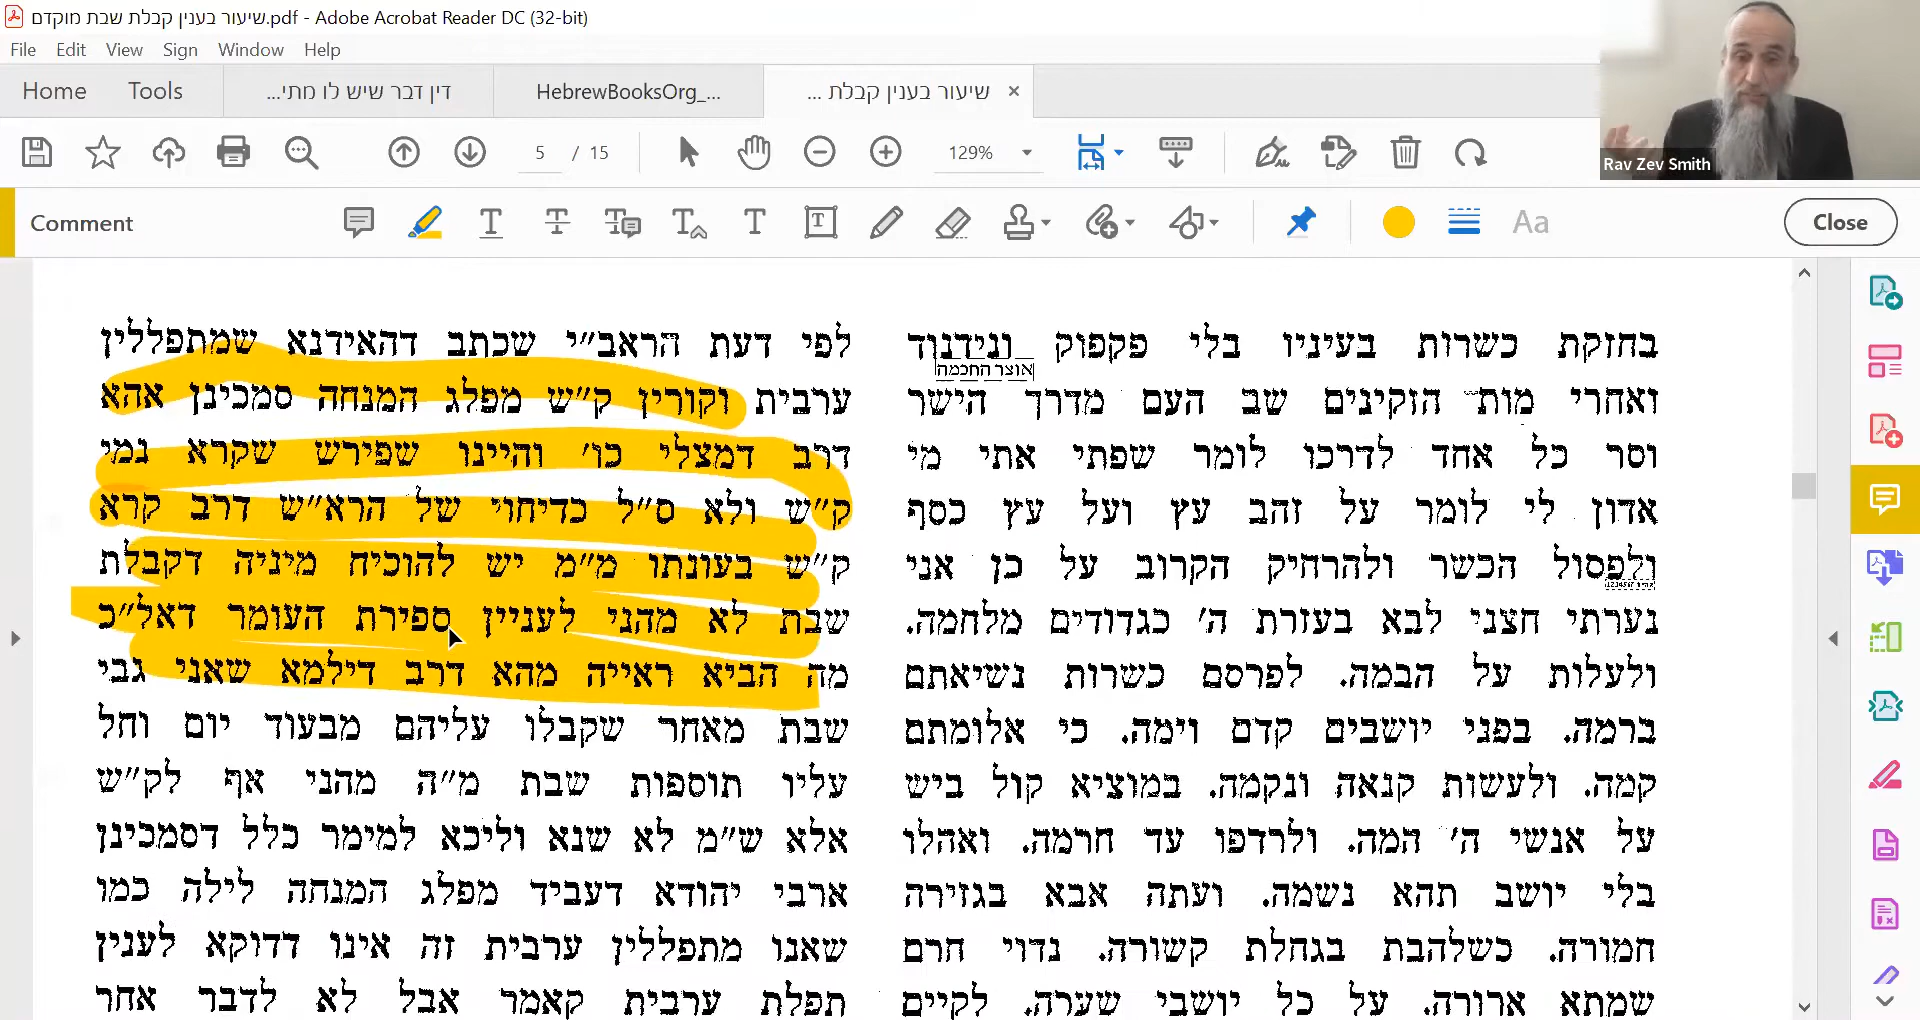 שיעור בענין קבלת שבת מוקדם.pdf - Adobe Acrobat Reader DC (32-bit)
File Edit View Sign Window Help
Home Tools דין דבר שיש לו מתי... HebrewBooksOrg_... שיעור בענין קבלת ... ×
5 / 15 129%
Rav Zev Smith
Comment Aa Close
בחזקת כשרות בעיניו בלי פקפוק ונידנוד
אוצר החכמה
ואחרי מות הזקינים שב העם מדרך הישר
וסר כל אחד לדרכו לומר שפתי אתי מי
אדון לי לומר על זהב עץ ועל עץ כסף
ולפסול הכשר ולהרחיק הקרוב על כן אני
נערתי חצני לבא בעזרת ה' כגדודים מלחמה.
ולעלות על הבמה. לפרסם כשרות נשיאתם
ברמה. בפני יושבים קדם וימה. כי אלומתם
קמה. ולעשות קנאה ונקמה. במוציא קול ביש
על אנשי ה' המה. ולרדפו עד חרמה. ואהלו
בלי יושב תהא נשמה. ועתה אבא בגזירה
חמורה. כשלהבת בגחלת קשורה. נדוי חרם
שמתא ארורה. על כל יושבי שערה. לקיים
לפי דעת הראב״י שכתב דהאידנא שמתפללין
ערבית וקורין ק״ש מפלג המנחה סמכינן אהא
דרב דמצלי כו' והיינו שפירש שקרא נמי
ק״ש ולא ס״ל כדיחוי של הרא״ש דרב קרא
ק״ש בעונתו מ״מ יש להוכיח מיניה דקבלת
שבת לא מהני לעניין ספירת העומר דאל״כ
מה הביא ראייה מהא דרב דילמא שאני גבי
שבת מאחר שקבלו עליהם מבעוד יום וחל
עליו תוספות שבת מ״ה מהני אף לק״ש
אלא ש״מ לא שנא וליכא למימר כלל דסמכינן
ארבי יהודא דעביד מפלג המנחה לילה כמו
שאנו מתפללין ערבית זה אינו דדוקא לענין
תפלת ערבית קאמר אבל לא לדבר אחר